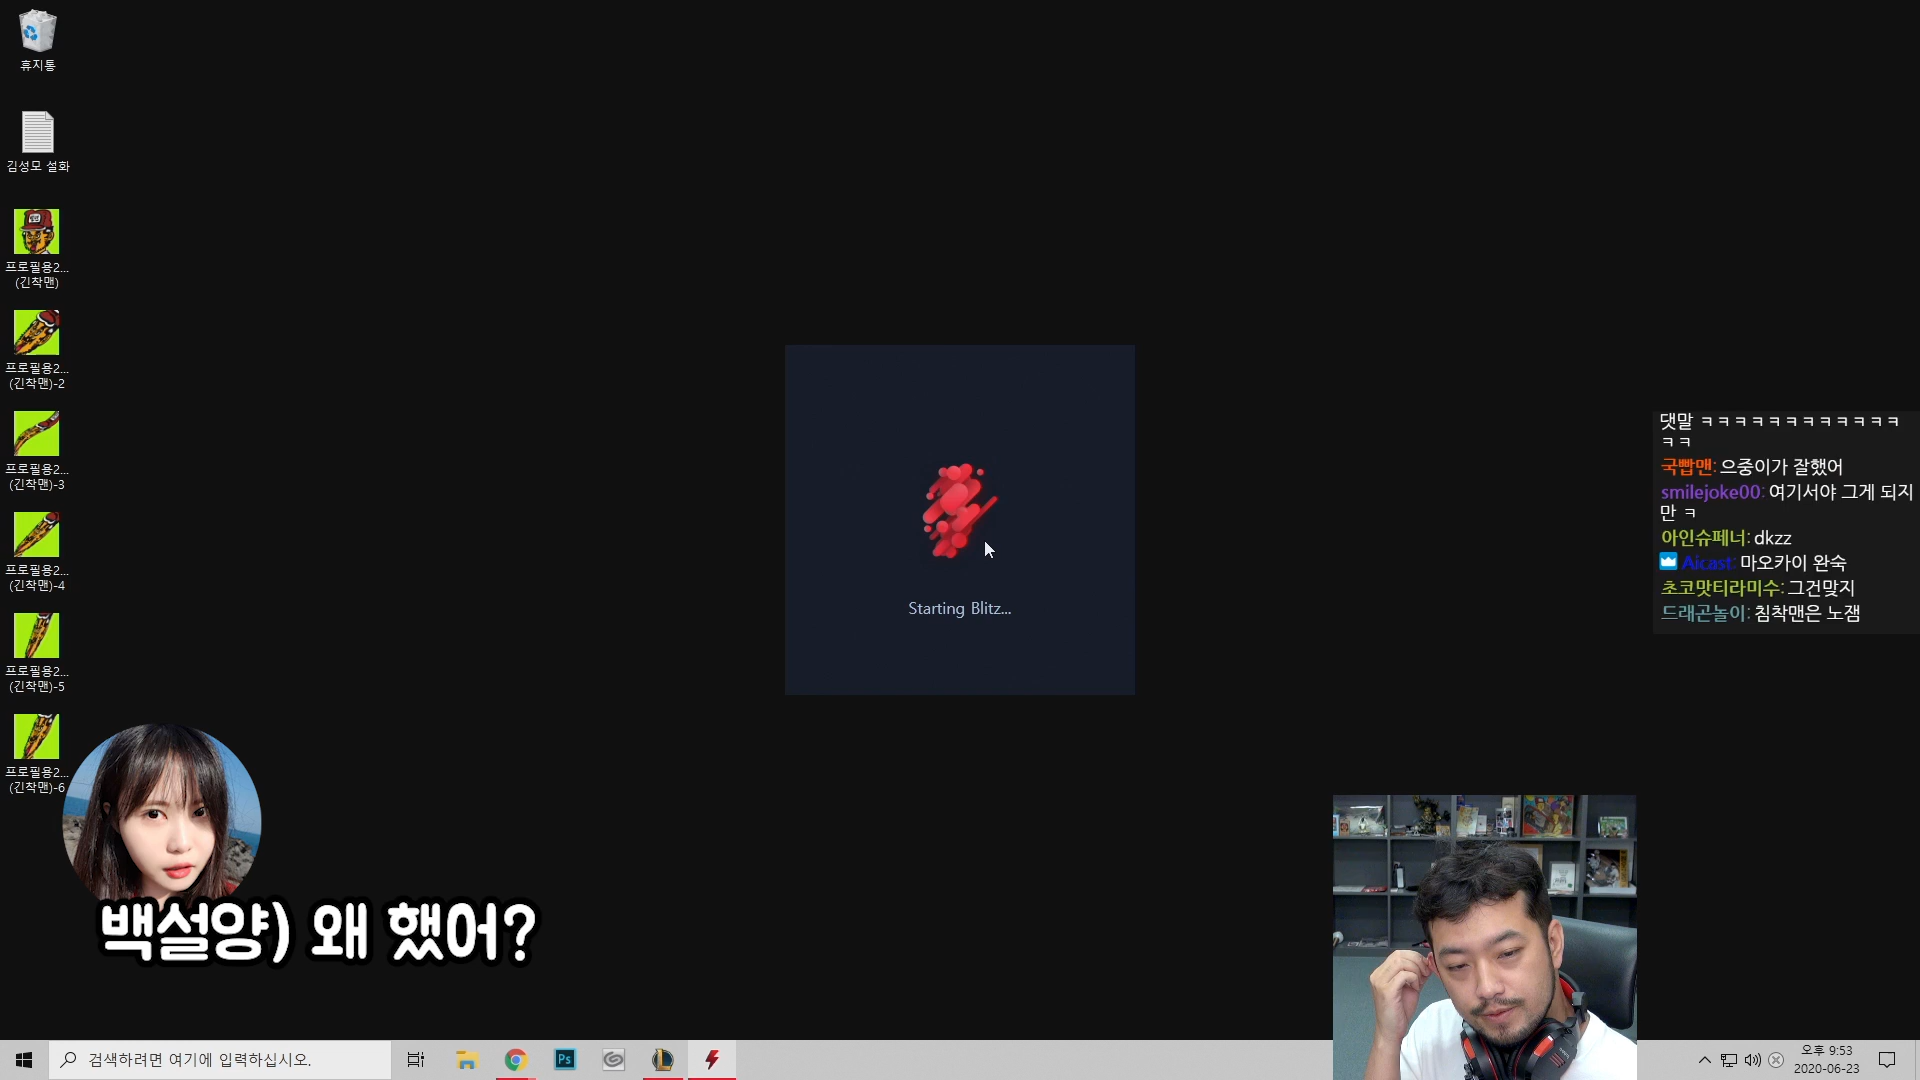 휴지통
김성모 설화
프로필용2...
(긴착맨)
프로필용2...
(긴착맨)-2
프로필용2...
(긴착맨)-3
프로필용2...
(긴착맨)-4
프로필용2...
(긴착맨)-5
프로필용2...
(긴착맨)-6
Starting Blitz...
댓말 ㅋㅋㅋㅋㅋㅋㅋㅋㅋㅋㅋㅋ
ㅋㅋ
국빱맨: 으중이가 잘했어
smilejoke00: 여기서야 그게 되지
만 ㅋ
아인슈페너: dkzz
Aicast: 마오카이 완숙
초코맛티라미수: 그건맞지
드래곤놀이: 침착맨은 노잼
백설양) 왜 했어?
검색하려면 여기에 입력하십시오.
Ps
오후 9:53
2020-06-23